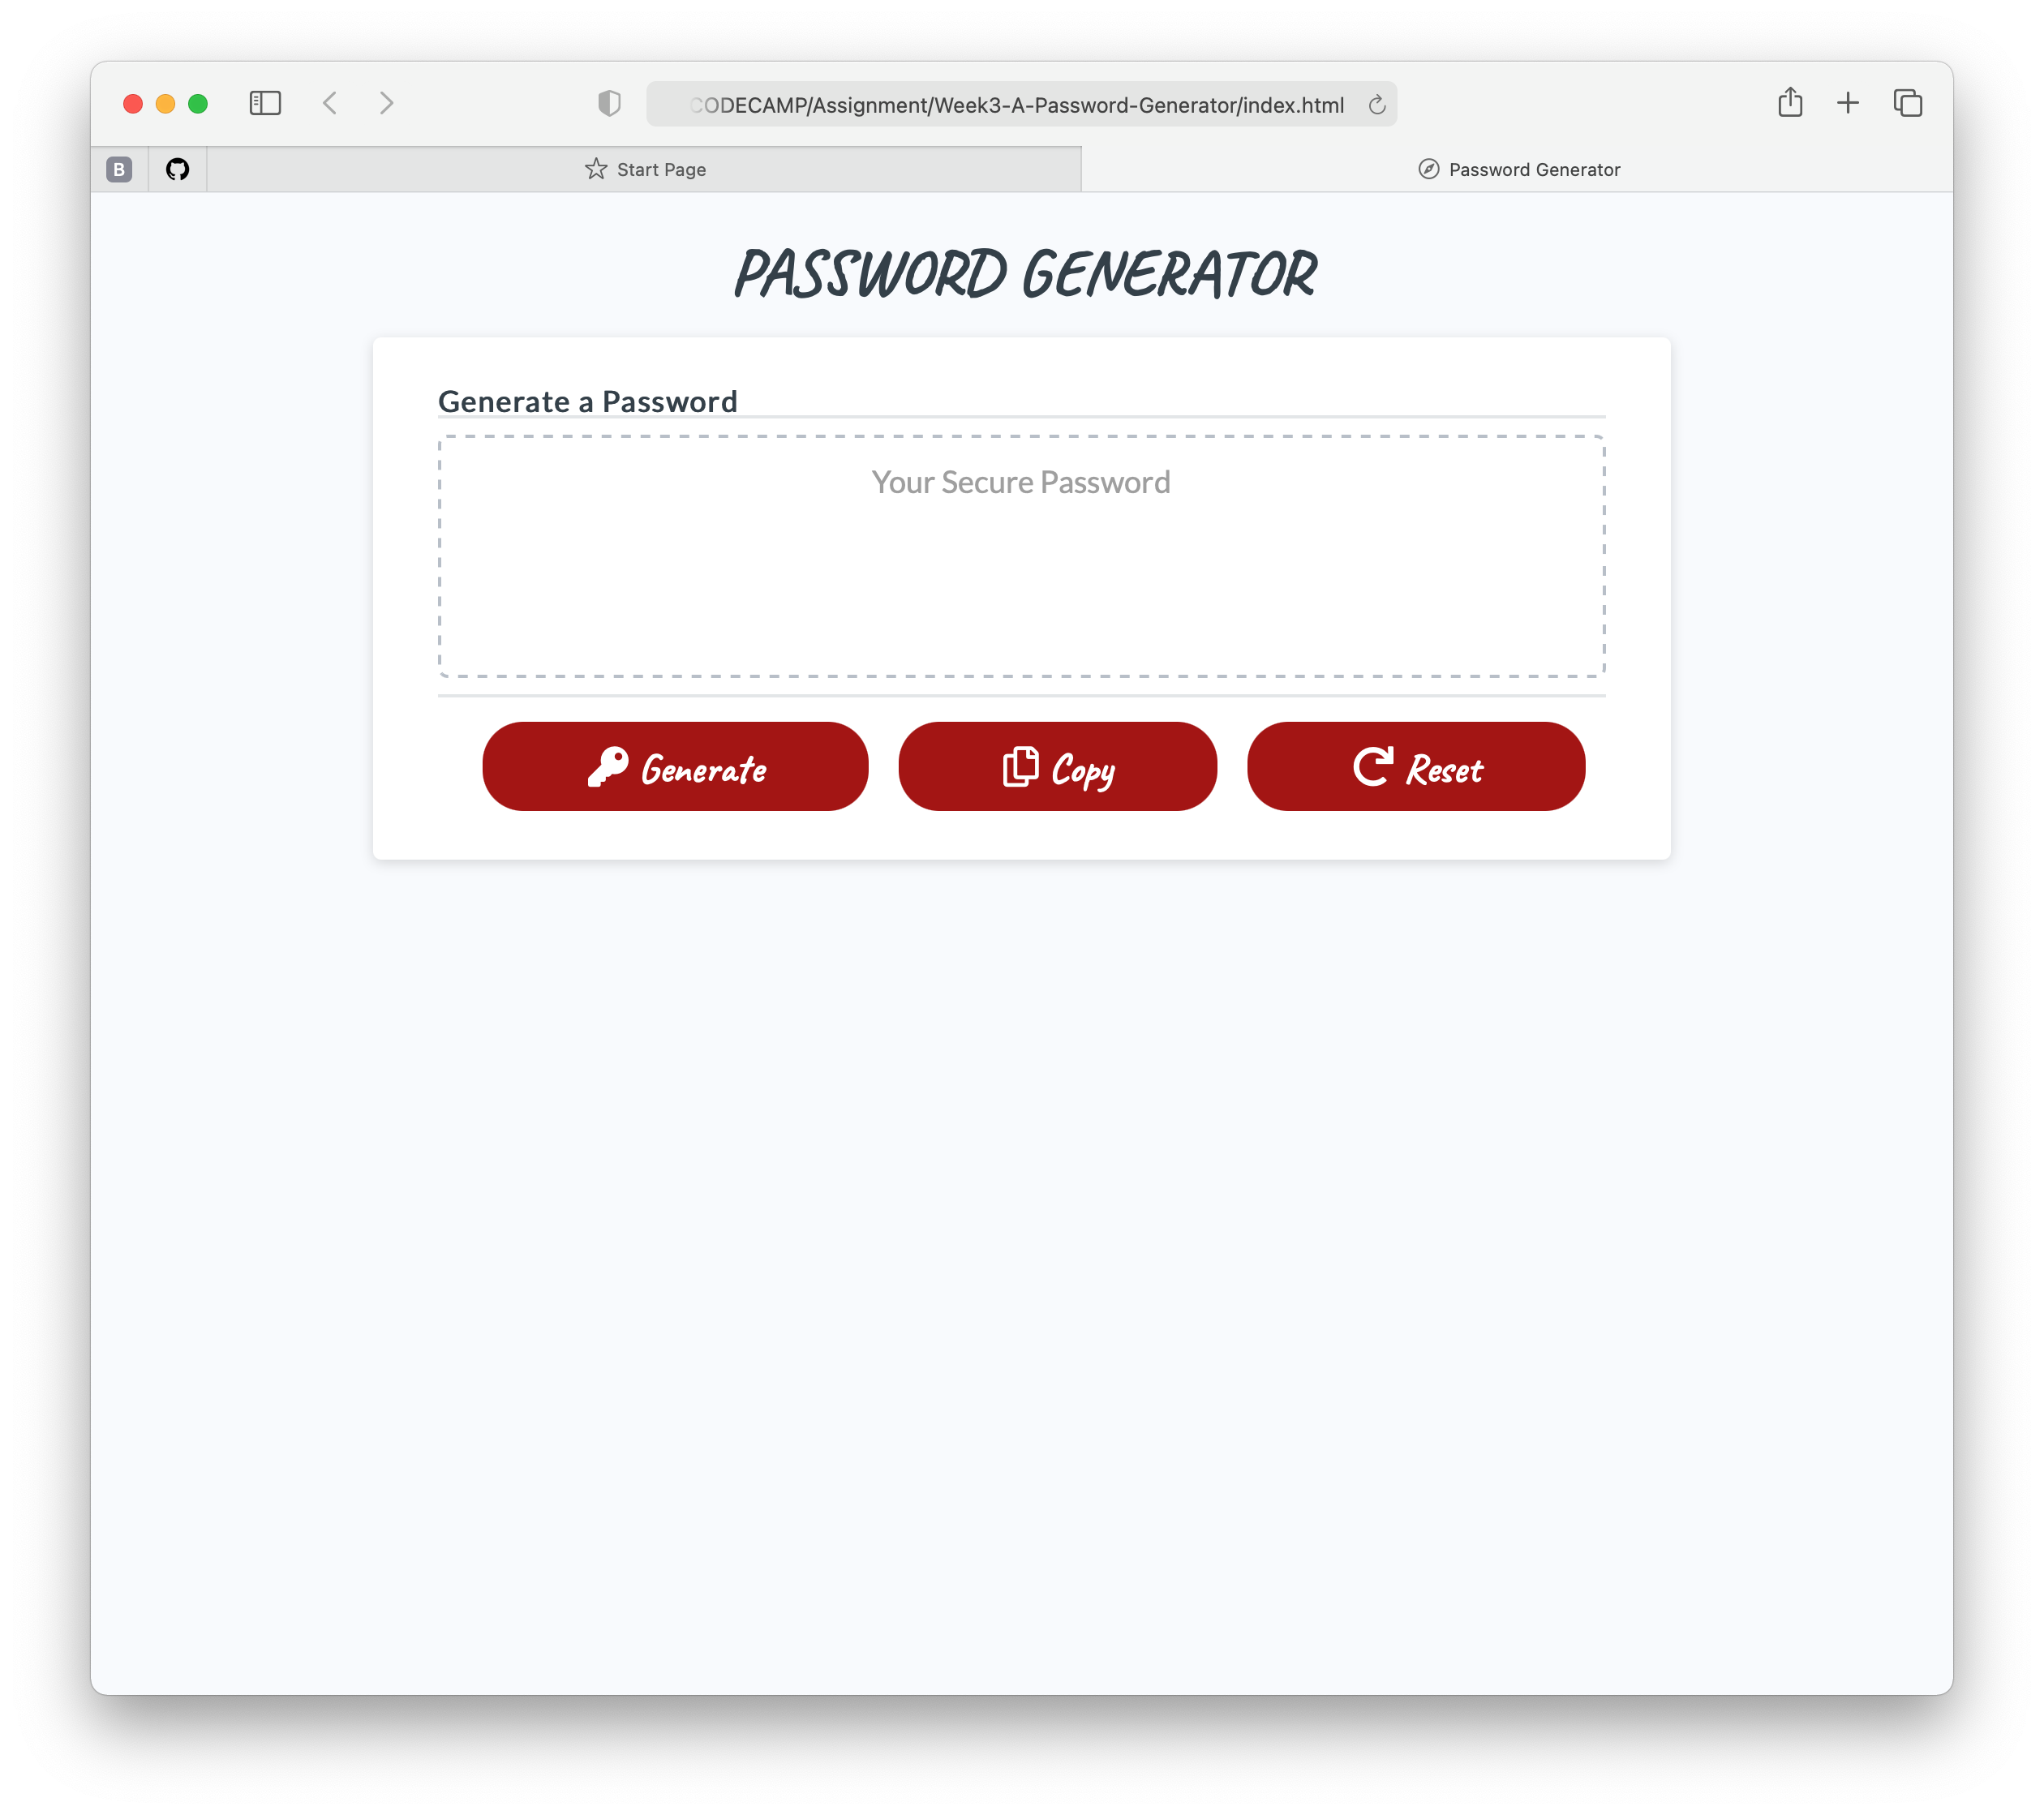 CODECAMP/Assignment/Week3-A-Password-Generator/index.html
B
Start Page
Password Generator
PASSWORD GENERATOR
Generate a Password
Your Secure Password
Generate
Copy
Reset